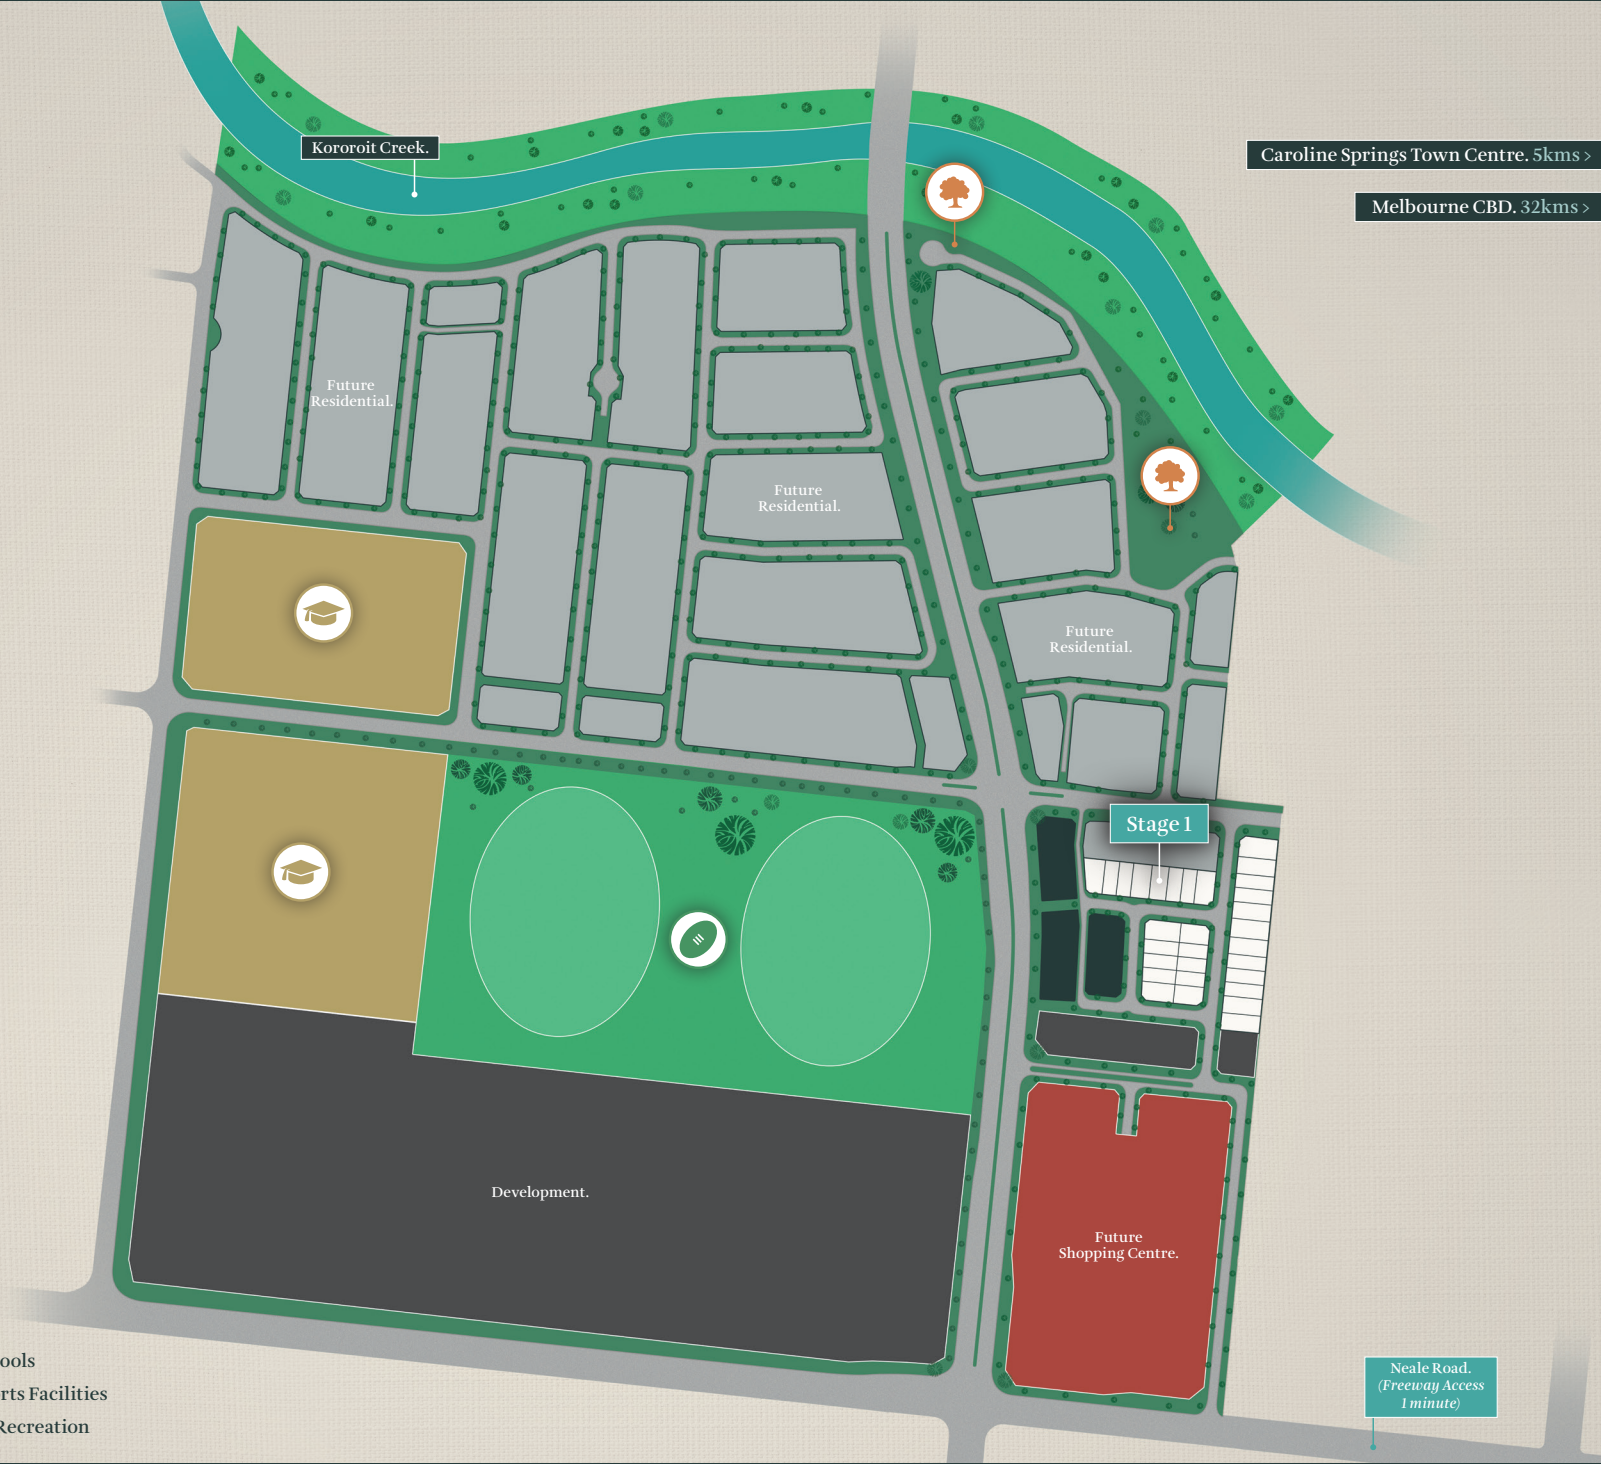 Kororoit Creek.
Caroline Springs Town Centre. 5kms >
Melbourne CBD. 32kms >
Future
Residential.
Future
Residential.
Future
Residential.
Stage 1
Development.
Future
Shopping Centre.
ools
rts Facilities
Recreation
Neale Road.
(Freeway Access
1 minute)